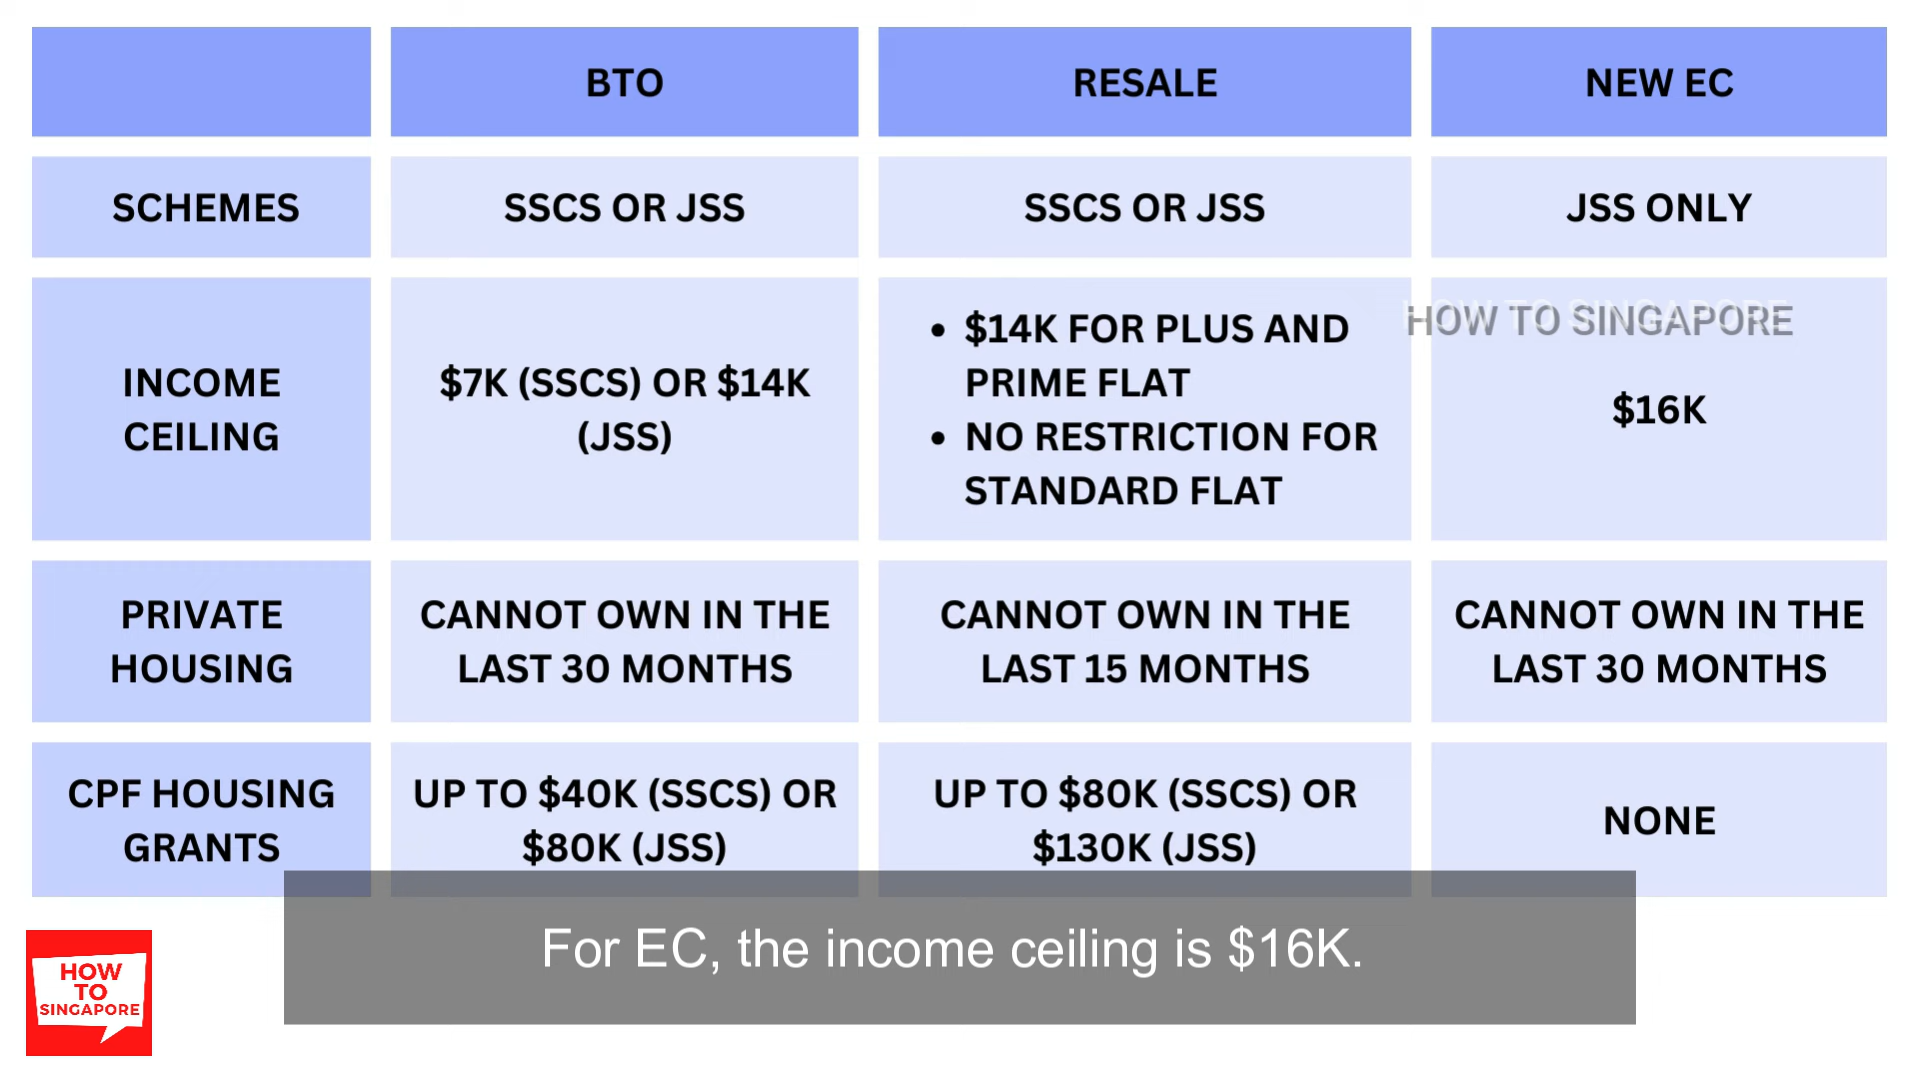 BTO
RESALE
NEW EC
SCHEMES
SSCS OR JSS
SSCS OR JSS
JSS ONLY
INCOME
CEILING
$7K (SSCS) OR $14K
(JSS)
• $14K FOR PLUS AND
PRIME FLAT
• NO RESTRICTION FOR
STANDARD FLAT
HOW TO SINGAPORE
$16K
PRIVATE
HOUSING
CANNOT OWN IN THE
LAST 30 MONTHS
CANNOT OWN IN THE
LAST 15 MONTHS
CANNOT OWN IN THE
LAST 30 MONTHS
CPF HOUSING
GRANTS
UP TO $40K (SSCS) OR
$80K (JSS)
UP TO $80K (SSCS) OR
$130K (JSS)
NONE
For EC, the income ceiling is $16K.
HOW
TO
SINGAPORE